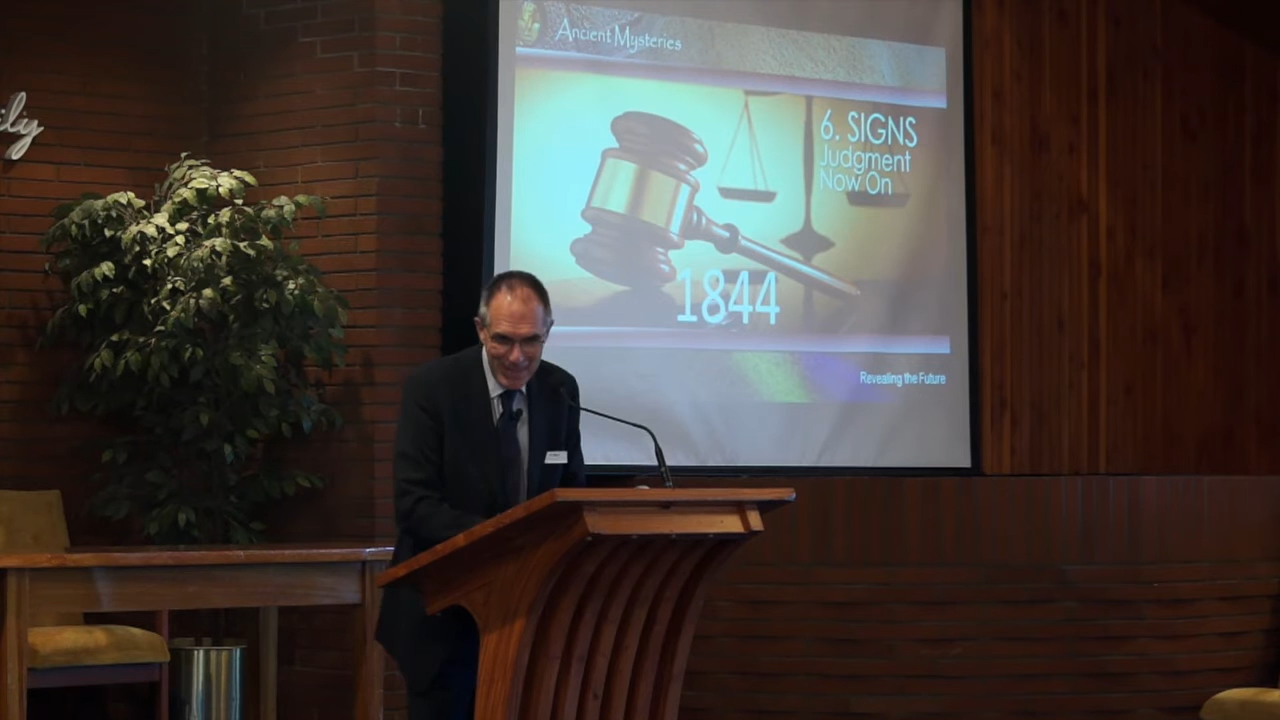 Ancient Mysteries
6. SIGNS
Judgment
Now On
1844
Revealing the Future